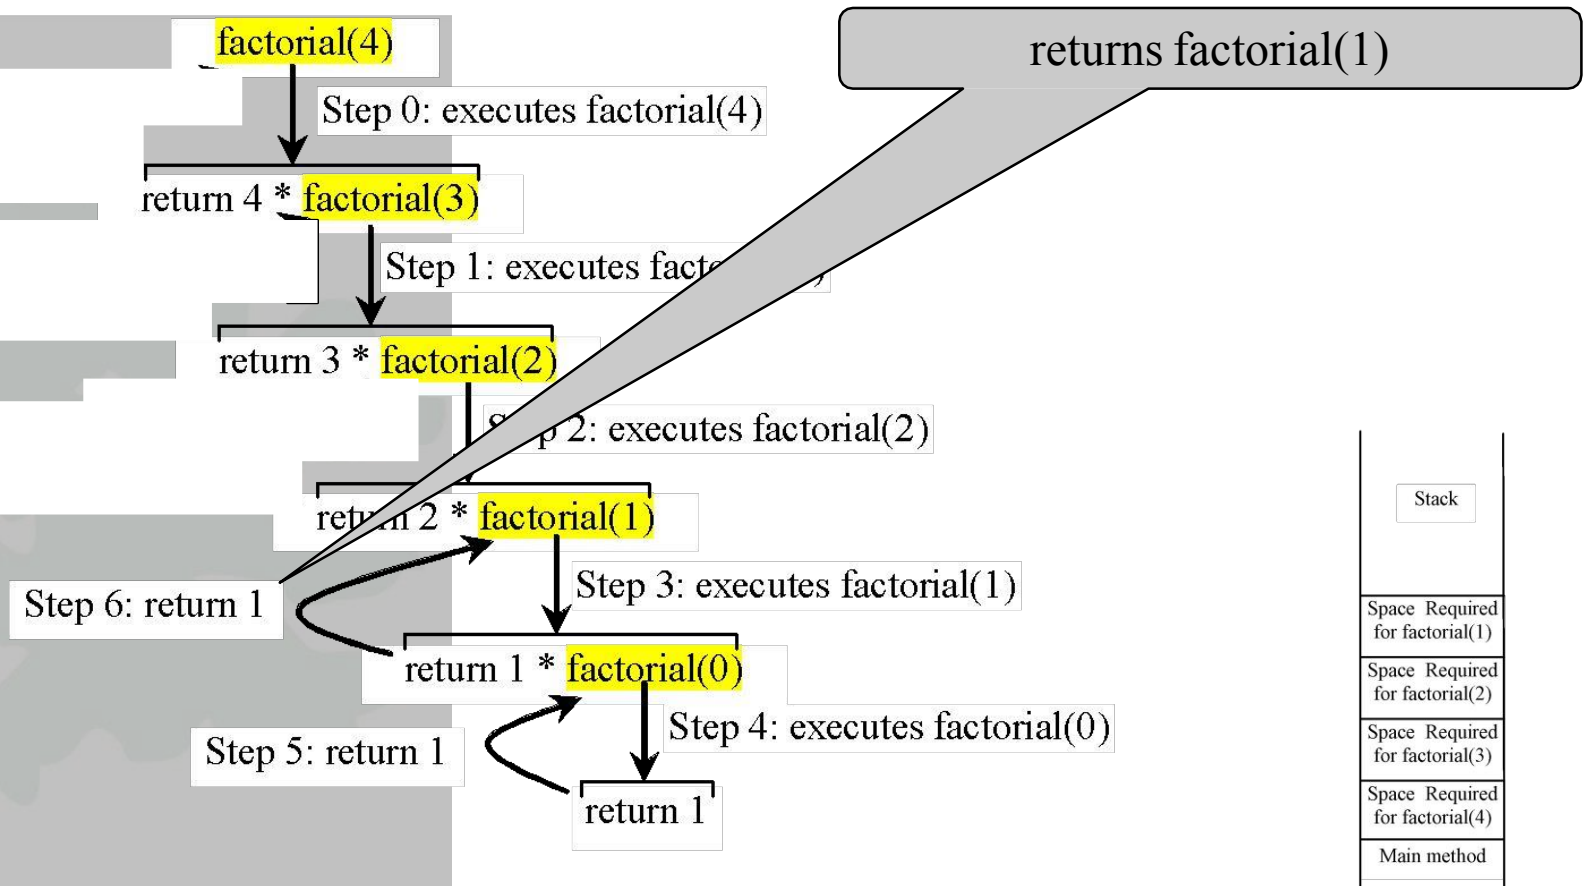 factorial(4)
returns factorial(1)
Step 0: executes factorial(4)
return 4 * factorial(3)
Step 1: executes
return 3 * factorial(2)
2: executes factorial(2)
return 2 * factorial(1)
Step 3: executes factorial(1)
Step 6: return 1
return 1 * factorial(0)
Step 4: executes factorial(0)
Step 5: return 1
return 1
Stack
Space Required
for factorial(1)
Space Required
for factorial(2)
Space Required
for factorial(3)
Space Required
for factorial(4)
Main method